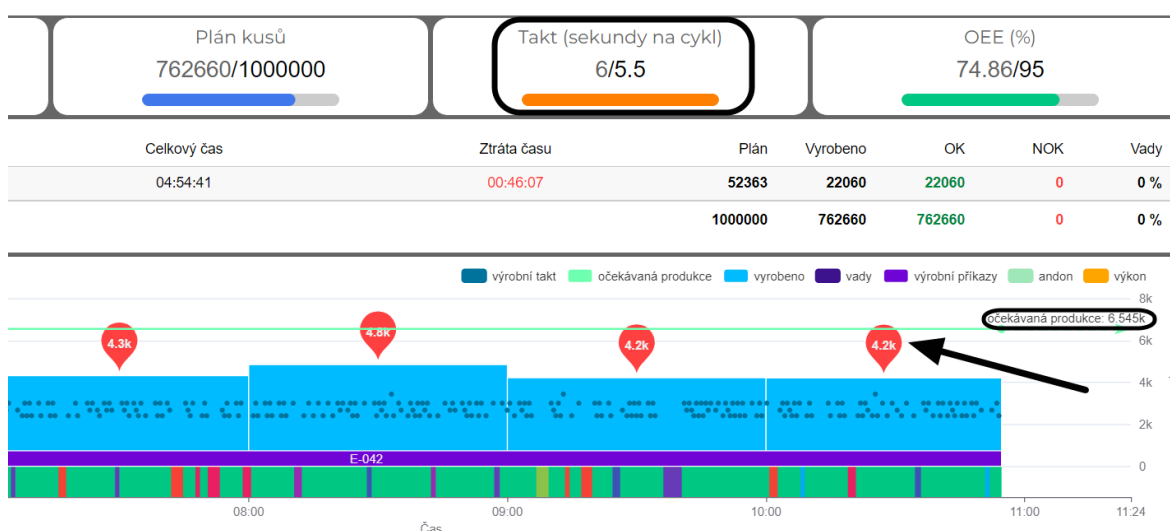 Plán kusů
762660/1000000
Takt (sekundy na cykl)
6/5.5
OEE (%)
74.86/95
Celkový čas Ztráta času Plán Vyrobeno OK NOK Vady
04:54:41 00:46:07 52363 22060 22060 0 0 %
1000000 762660 762660 0 0 %
výrobní takt očekávaná produkce vyrobeno vady výrobní příkazy andon výkon
8k
očekávaná produkce: 6.545k
6k
4.3k 4.8k 4.2k 4.2k
4k
2k
E-042
0
08:00 09:00 10:00 11:00 11:24
Čas